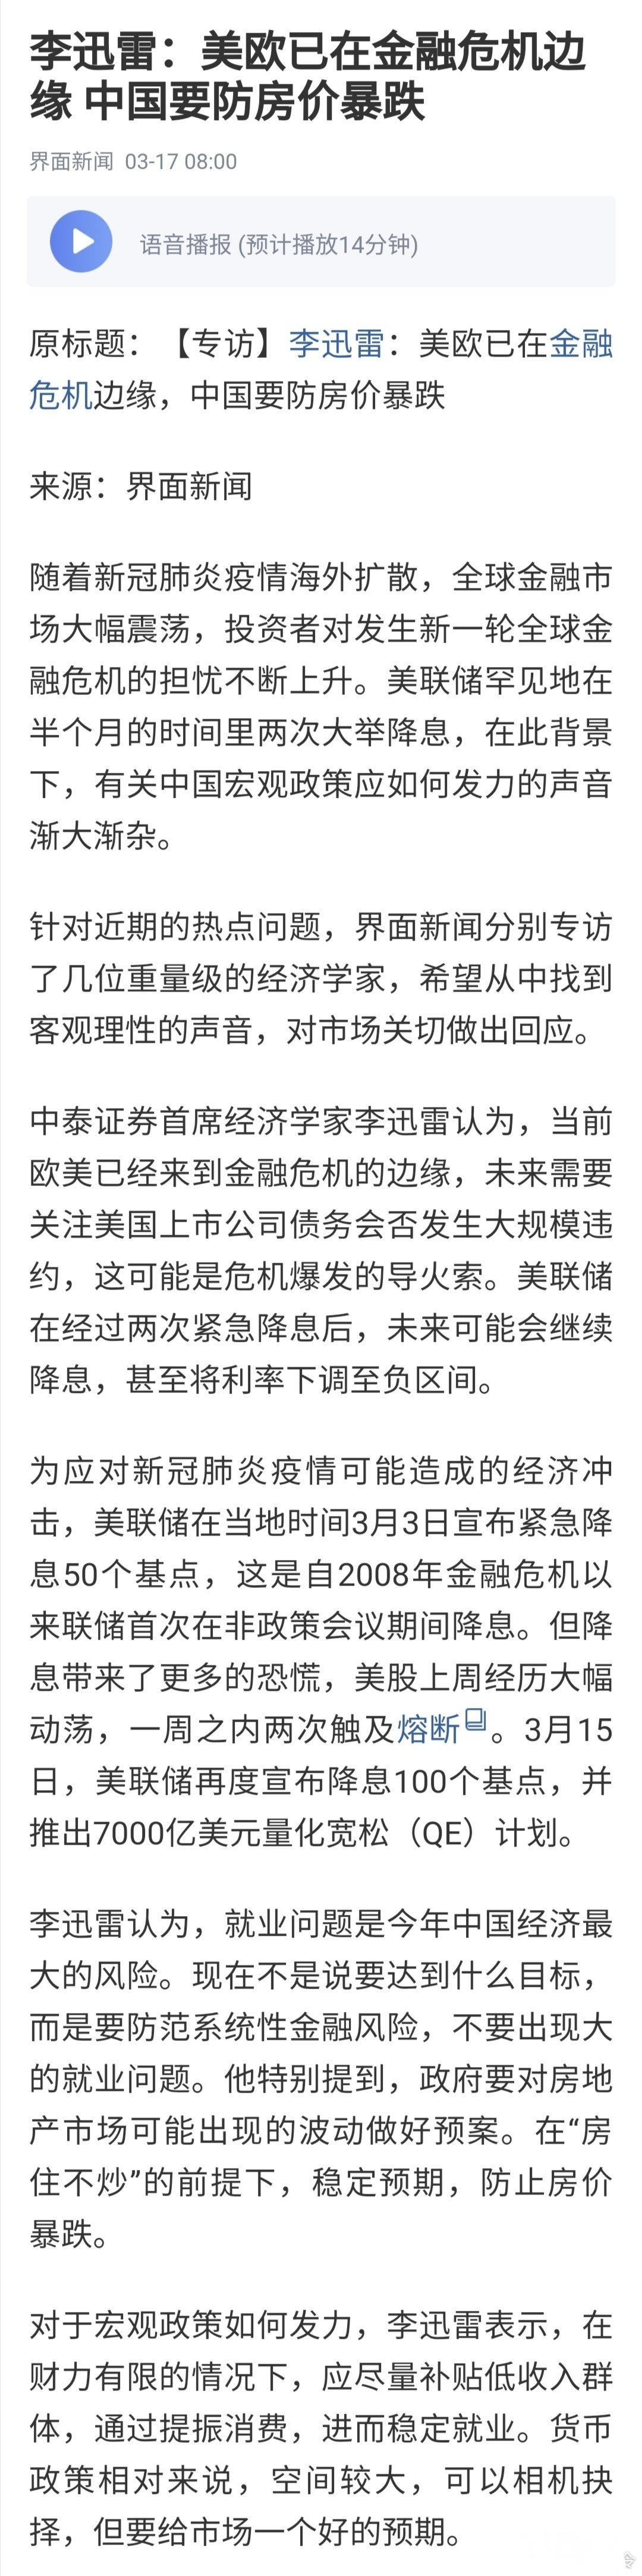 李迅雷：美欧已在金融危机边
缘 中国要防房价暴跌
界面新闻 03-17 08:00
语音播报 (预计播放14分钟)
原标题：【专访】李迅雷：美欧已在金融
危机边缘，中国要防房价暴跌
来源：界面新闻
随着新冠肺炎疫情海外扩散，全球金融市
场大幅震荡，投资者对发生新一轮全球金
融危机的担忧不断上升。美联储罕见地在
半个月的时间里两次大举降息，在此背景
下，有关中国宏观政策应如何发力的声音
渐大渐杂。
针对近期的热点问题，界面新闻分别专访
了几位重量级的经济学家，希望从中找到
客观理性的声音，对市场关切做出回应。
中泰证券首席经济学家李迅雷认为，当前
欧美已经来到金融危机的边缘，未来需要
关注美国上市公司债务会否发生大规模违
约，这可能是危机爆发的导火索。美联储
在经过两次紧急降息后，未来可能会继续
降息，甚至将利率下调至负区间。
为应对新冠肺炎疫情可能造成的经济冲
击，美联储在当地时间3月3日宣布紧急降
息50个基点，这是自2008年金融危机以
来联储首次在非政策会议期间降息。但降
息带来了更多的恐慌，美股上周经历大幅
动荡，一周之内两次触及熔断。3月15
日，美联储再度宣布降息100个基点，并
推出7000亿美元量化宽松（QE）计划。
李迅雷认为，就业问题是今年中国经济最
大的风险。现在不是说要达到什么目标，
而是要防范系统性金融风险，不要出现大
的就业问题。他特别提到，政府要对房地
产市场可能出现的波动做好预案。在“房
住不炒”的前提下，稳定预期，防止房价
暴跌。
对于宏观政策如何发力，李迅雷表示，在
财力有限的情况下，应尽量补贴低收入群
体，通过提振消费，进而稳定就业。货币
政策相对来说，空间较大，可以相机抉
择，但要给市场一个好的预期。